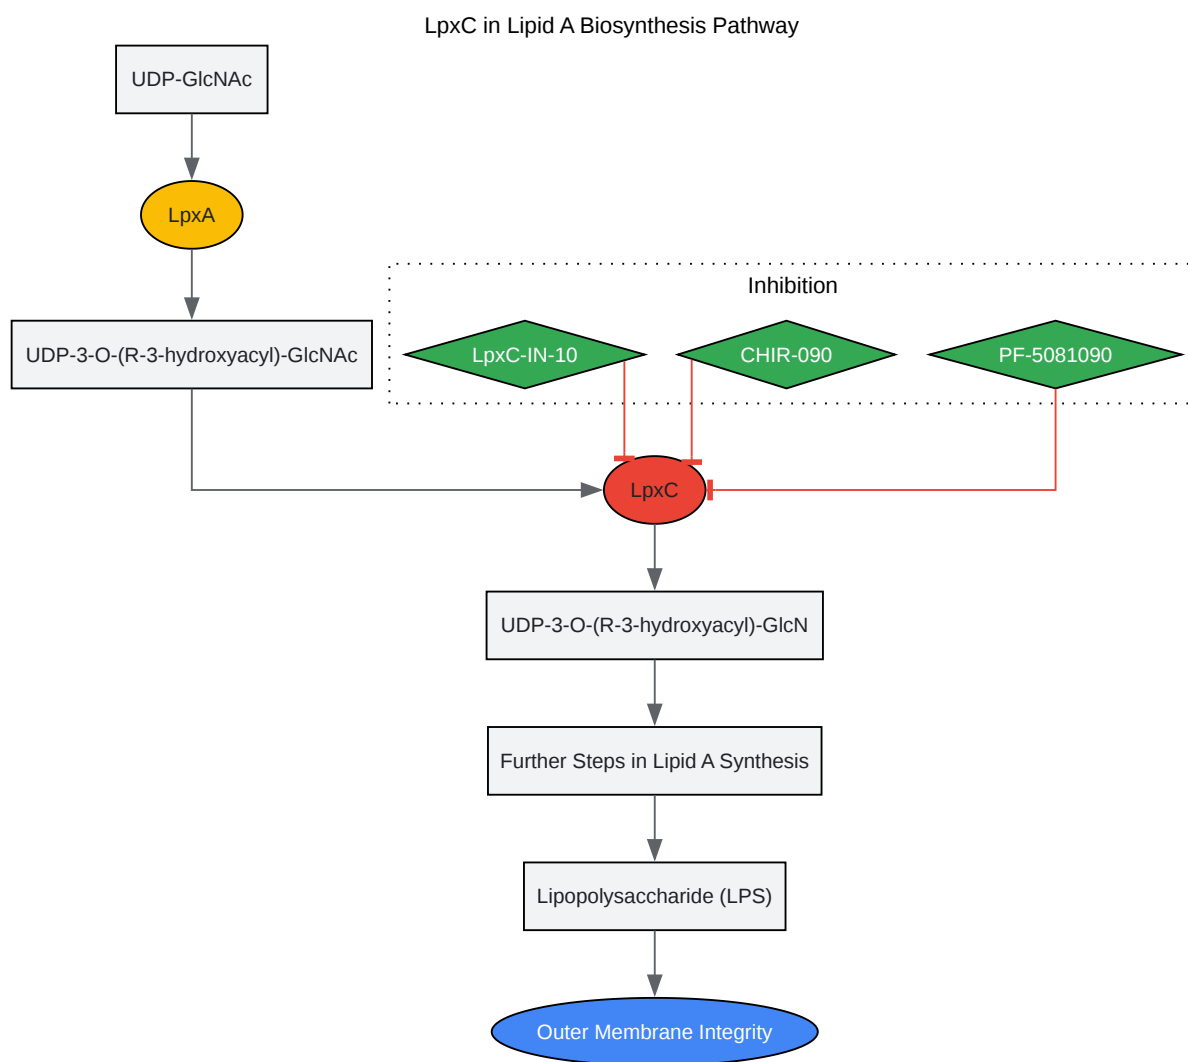 LpxC in Lipid A Biosynthesis Pathway
UDP-GlcNAc
LpxA
UDP-3-O-(R-3-hydroxyacyl)-GlcNAc
Inhibition
LpxC-IN-10
CHIR-090
PF-5081090
LpxC
UDP-3-O-(R-3-hydroxyacyl)-GlcN
Further Steps in Lipid A Synthesis
Lipopolysaccharide (LPS)
Outer Membrane Integrity